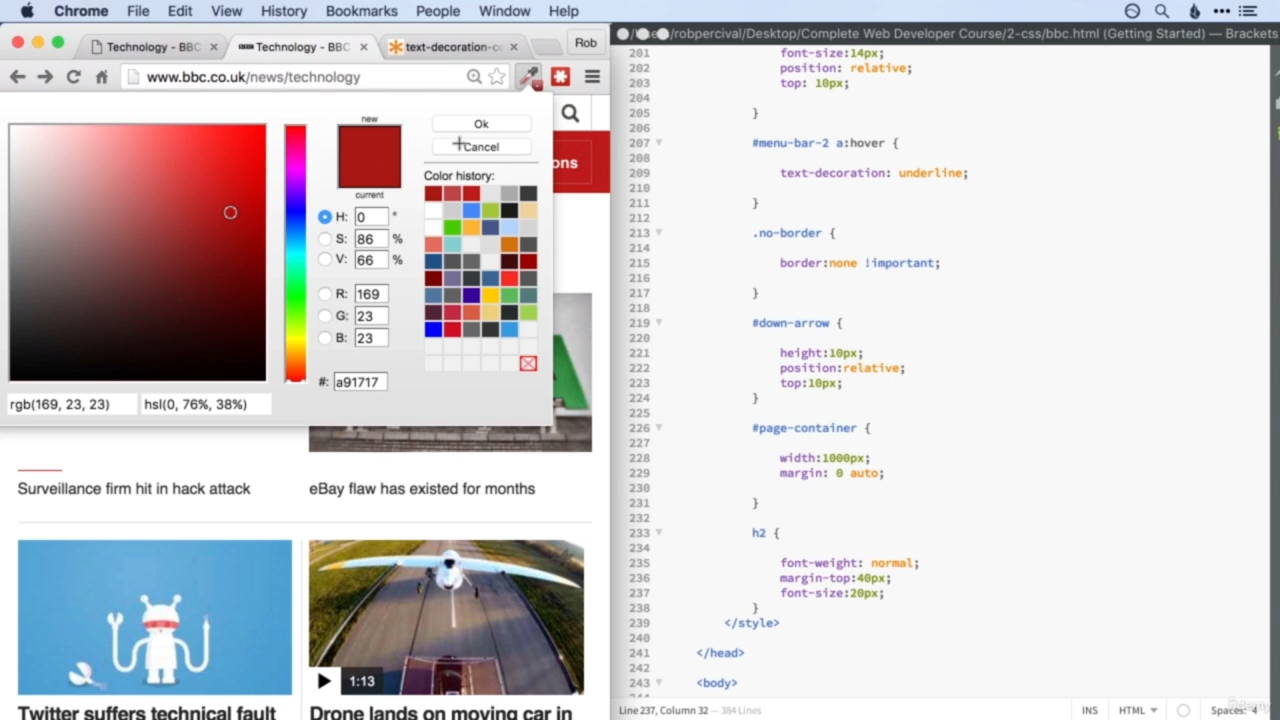 Chrome File Edit View History Bookmarks People Window Help
Technology - BBC
Technology - BBC
text-decoration-co
Rob
robpercival/Desktop/Complete Web Developer Course/2-css/bbc.html (Getting Started) — Brackets
www.bbc.co.uk/news/technology
new
current
Ok
Cancel
Color history:
H: 0 °
S: 86 %
V: 66 %
R: 169
G: 23
B: 23
#: a91717
rgb(169, 23, 23) hsl(0, 76%, 38%)
ons
Surveillance firm hit in hack attack
eBay flaw has existed for months
1:13
Twitter suffers technical fault
Drone lands on moving car in
201 font-size:14px;
202 position: relative;
203 top: 10px;
204
205 }
206
207 #menu-bar-2 a:hover {
208
209 text-decoration: underline;
210
211 }
212
213 .no-border {
214
215 border:none !important;
216
217 }
218
219 #down-arrow {
220
221 height:10px;
222 position:relative;
223 top:10px;
224 }
225
226 #page-container {
227
228 width:1000px;
229 margin: 0 auto;
230
231 }
232
233 h2 {
234
235 font-weight: normal;
236 margin-top:40px;
237 font-size:20px;
238 }
239 </style>
240
241 </head>
242
243 <body>
Line 237, Column 32 — 384 Lines
INS HTML Spaces: 4